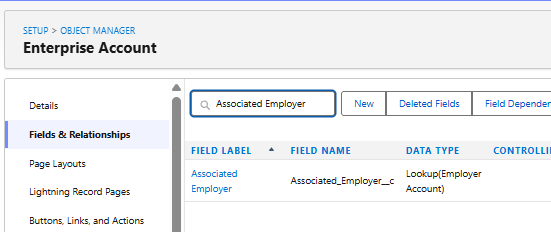 SETUP > OBJECT MANAGER
Enterprise Account
Details
Fields & Relationships
Page Layouts
Lightning Record Pages
Buttons, Links, and Actions
Associated Employer
New
Deleted Fields
Field Dependen
FIELD LABEL
FIELD NAME
DATA TYPE
CONTROLLIN
Associated
Employer
Associated_Employer__c
Lookup(Employer
Account)